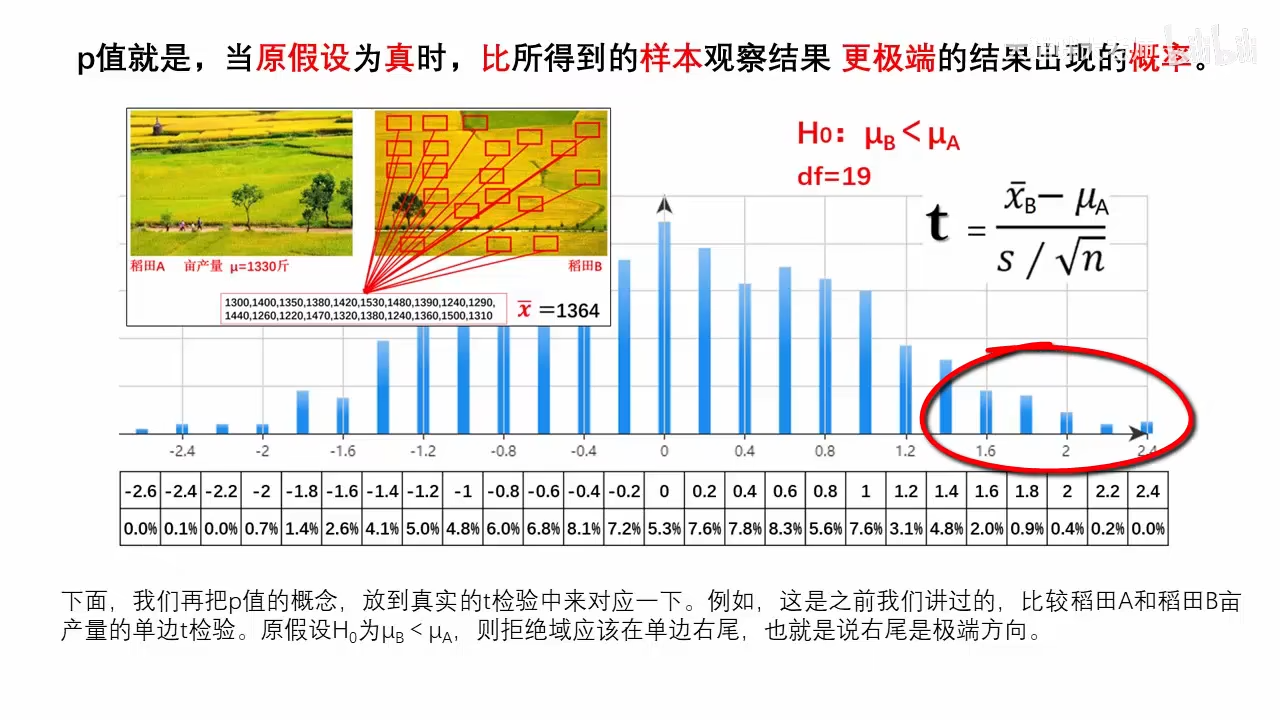 p值就是，当原假设为真时，比所得到的样本观察结果 更极端的结果出现的概率。
H0：μB＜μA
df=19
t = x̄B− μA
s / √n
稻田A 亩产量 μ=1330斤
稻田B
1300,1400,1350,1380,1420,1530,1480,1390,1240,1290,
1440,1260,1220,1470,1320,1380,1240,1360,1500,1310
x̄ =1364
-2.4 -2 -1.6 -1.2 -0.8 -0.4 0 0.4 0.8 1.2 1.6 2 2.4
-2.6 -2.4 -2.2 -2 -1.8 -1.6 -1.4 -1.2 -1 -0.8 -0.6 -0.4 -0.2 0 0.2 0.4 0.6 0.8 1 1.2 1.4 1.6 1.8 2 2.2 2.4
0.0% 0.1% 0.0% 0.7% 1.4% 2.6% 4.1% 5.0% 4.8% 6.0% 6.8% 8.1% 7.2% 5.3% 7.6% 7.8% 8.3% 5.6% 7.6% 3.1% 4.8% 2.0% 0.9% 0.4% 0.2% 0.0%
下面，我们再把p值的概念，放到真实的t检验中来对应一下。例如，这是之前我们讲过的，比较稻田A和稻田B亩
产量的单边t检验。原假设H0为μB＜μA，则拒绝域应该在单边右尾，也就是说右尾是极端方向。